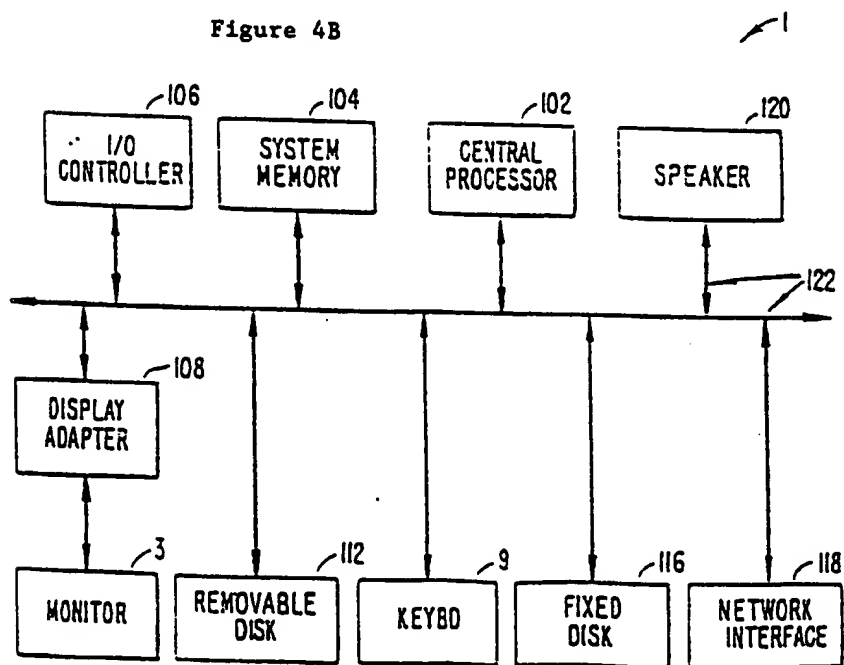 Figure 4B
1
106
104
102
120
I/O
CONTROLLER
SYSTEM
MEMORY
CENTRAL
PROCESSOR
SPEAKER
122
108
DISPLAY
ADAPTER
3
112
9
116
118
MONITOR
REMOVABLE
DISK
KEYBD
FIXED
DISK
NETWORK
INTERFACE